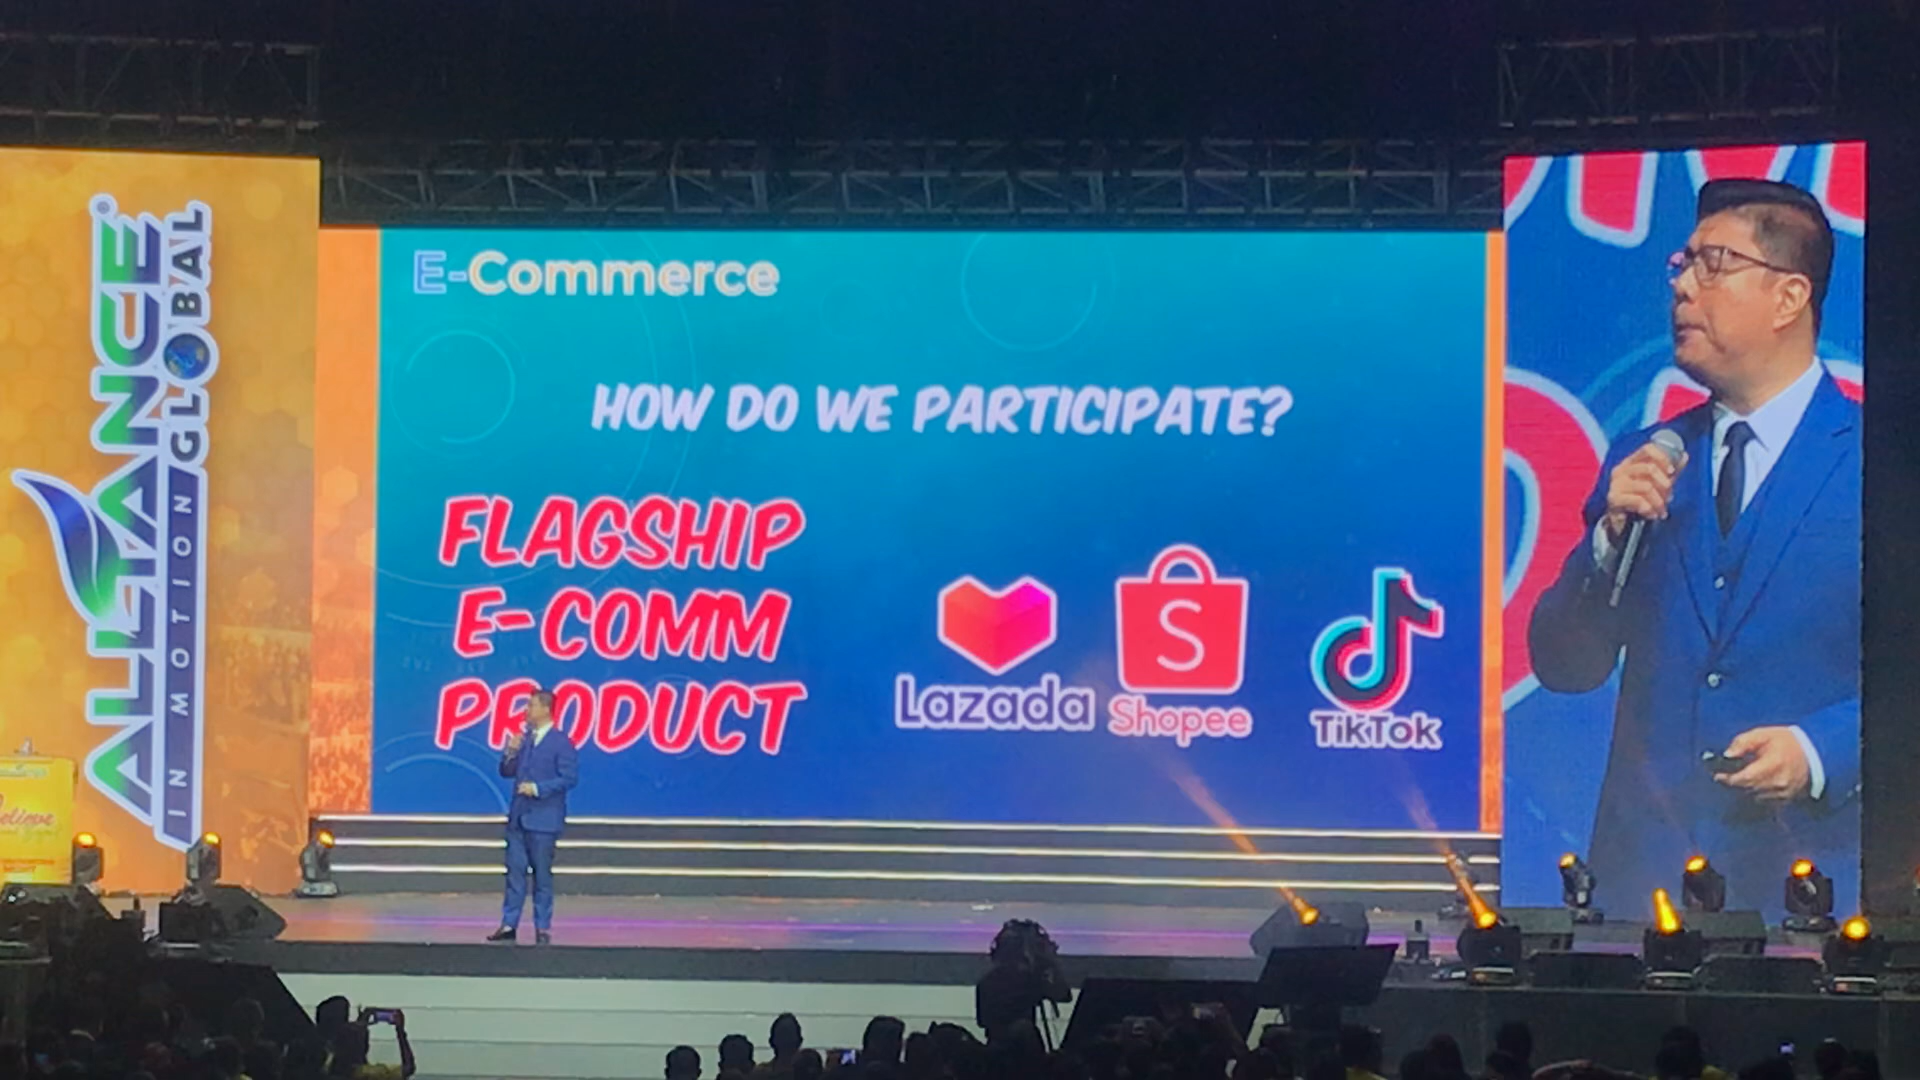 ALLIANCE®
IN MOTION GLOBAL
E-Commerce
HOW DO WE PARTICIPATE?
FLAGSHIP
E-COMM
PRODUCT
Lazada
S
Shopee
TikTok